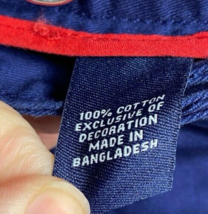 100% COTTON
EXCLUSIVE OF
DECORATION
MADE IN
BANGLADESH